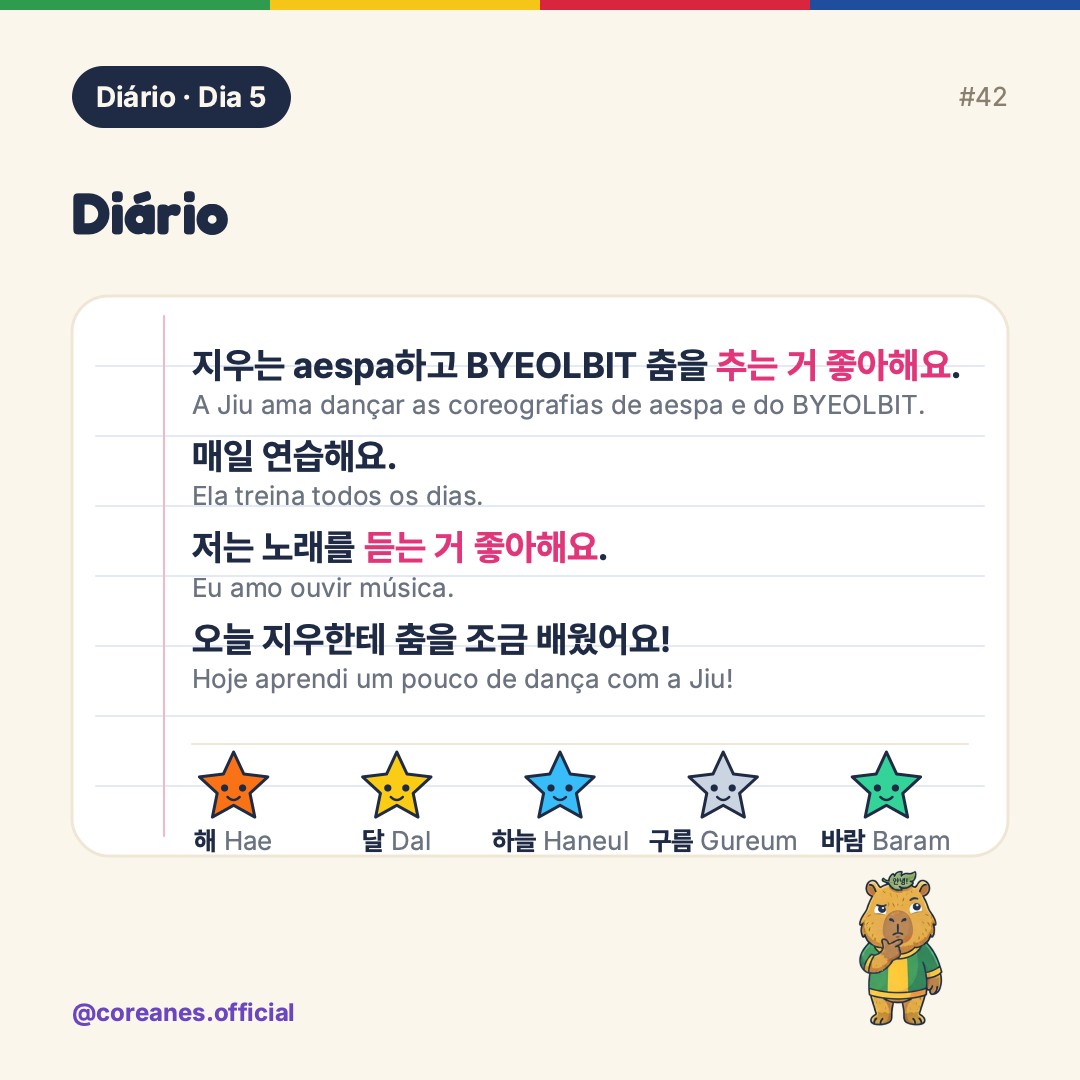 Diário · Dia 5
#42
Diário
지우는 aespa하고 BYEOLBIT 춤을 추는 거 좋아해요.
A Jiu ama dançar as coreografias de aespa e do BYEOLBIT.
매일 연습해요.
Ela treina todos os dias.
저는 노래를 듣는 거 좋아해요.
Eu amo ouvir música.
오늘 지우한테 춤을 조금 배웠어요!
Hoje aprendi um pouco de dança com a Jiu!
해 Hae 달 Dal 하늘 Haneul 구름 Gureum 바람 Baram
안녕!
@coreanes.official